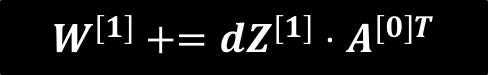 W[1] += dZ[1] · A[0]T